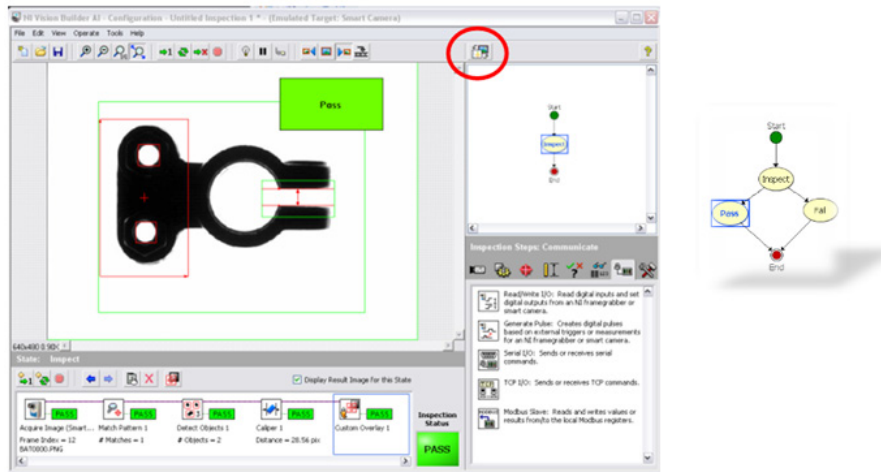 NI Vision Builder AI - Configuration - Untitled Inspection 1 * - (Emulated Target: Smart Camera)
File Edit View Operate Tools Help
Pass
Start
Inspect
End
Start
Inspect
Pass
Fail
End
640x480 0.90X
Inspection Steps: Communicate
Read/Write I/O: Read digital inputs and set
digital outputs from an NI framegrabber or
smart camera.
Generate Pulse: Creates digital pulses
based on external triggers or measurements
for an NI framegrabber or smart camera.
Serial I/O: Sends or receives serial
commands.
TCP I/O: Sends or receives TCP commands.
Modbus Slave: Reads and writes values or
results from/to the local Modbus registers.
State: Inspect
Display Result Image for this State
PASS PASS PASS PASS PASS
Acquire Image (Smart... Match Pattern 1 Detect Objects 1 Caliper 1 Custom Overlay 1
Frame Index = 12 # Matches = 1 # Objects = 2 Distance = 28.56 pix
BAT0000.PNG
Inspection
Status
PASS